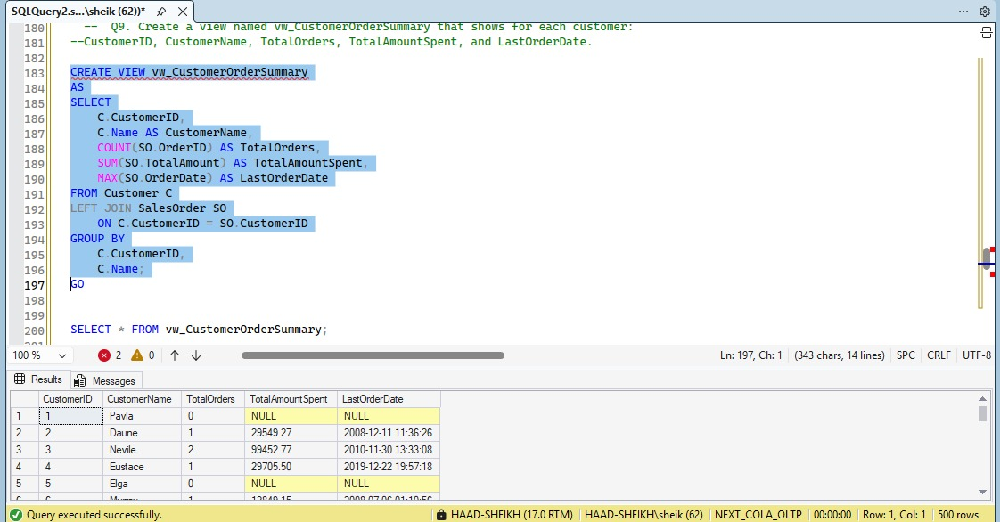 SQLQuery2.s...\sheik (62))*
180 -- Q9. Create a view named vw_CustomerOrderSummary that shows for each customer:
181 --CustomerID, CustomerName, TotalOrders, TotalAmountSpent, and LastOrderDate.
182
183 CREATE VIEW vw_CustomerOrderSummary
184 AS
185 SELECT
186 C.CustomerID,
187 C.Name AS CustomerName,
188 COUNT(SO.OrderID) AS TotalOrders,
189 SUM(SO.TotalAmount) AS TotalAmountSpent,
190 MAX(SO.OrderDate) AS LastOrderDate
191 FROM Customer C
192 LEFT JOIN SalesOrder SO
193 ON C.CustomerID = SO.CustomerID
194 GROUP BY
195 C.CustomerID,
196 C.Name;
197 GO
198
199
200 SELECT * FROM vw_CustomerOrderSummary;
100 % 2 0 Ln: 197, Ch: 1 (343 chars, 14 lines) SPC CRLF UTF-8
Results Messages
CustomerID CustomerName TotalOrders TotalAmountSpent LastOrderDate
1 1 Pavla 0 NULL NULL
2 2 Daune 1 29549.27 2008-12-11 11:36:26
3 3 Nevile 2 99452.77 2010-11-30 13:33:08
4 4 Eustace 1 29705.50 2019-12-22 19:57:18
5 5 Elga 0 NULL NULL
Query executed successfully. HAAD-SHEIKH (17.0 RTM) HAAD-SHEIKH\sheik (62) NEXT_COLA_OLTP 00:00:00 Row: 1, Col: 1 500 rows